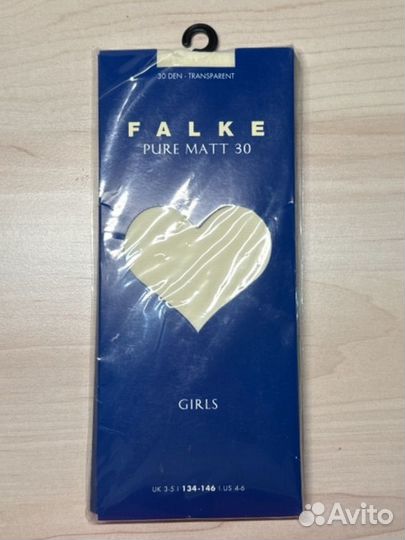 30 DEN - TRANSPARENT
FALKE
PURE MATT 30
GIRLS
UK 3-5 | 134-146 | US 4-6
Avito